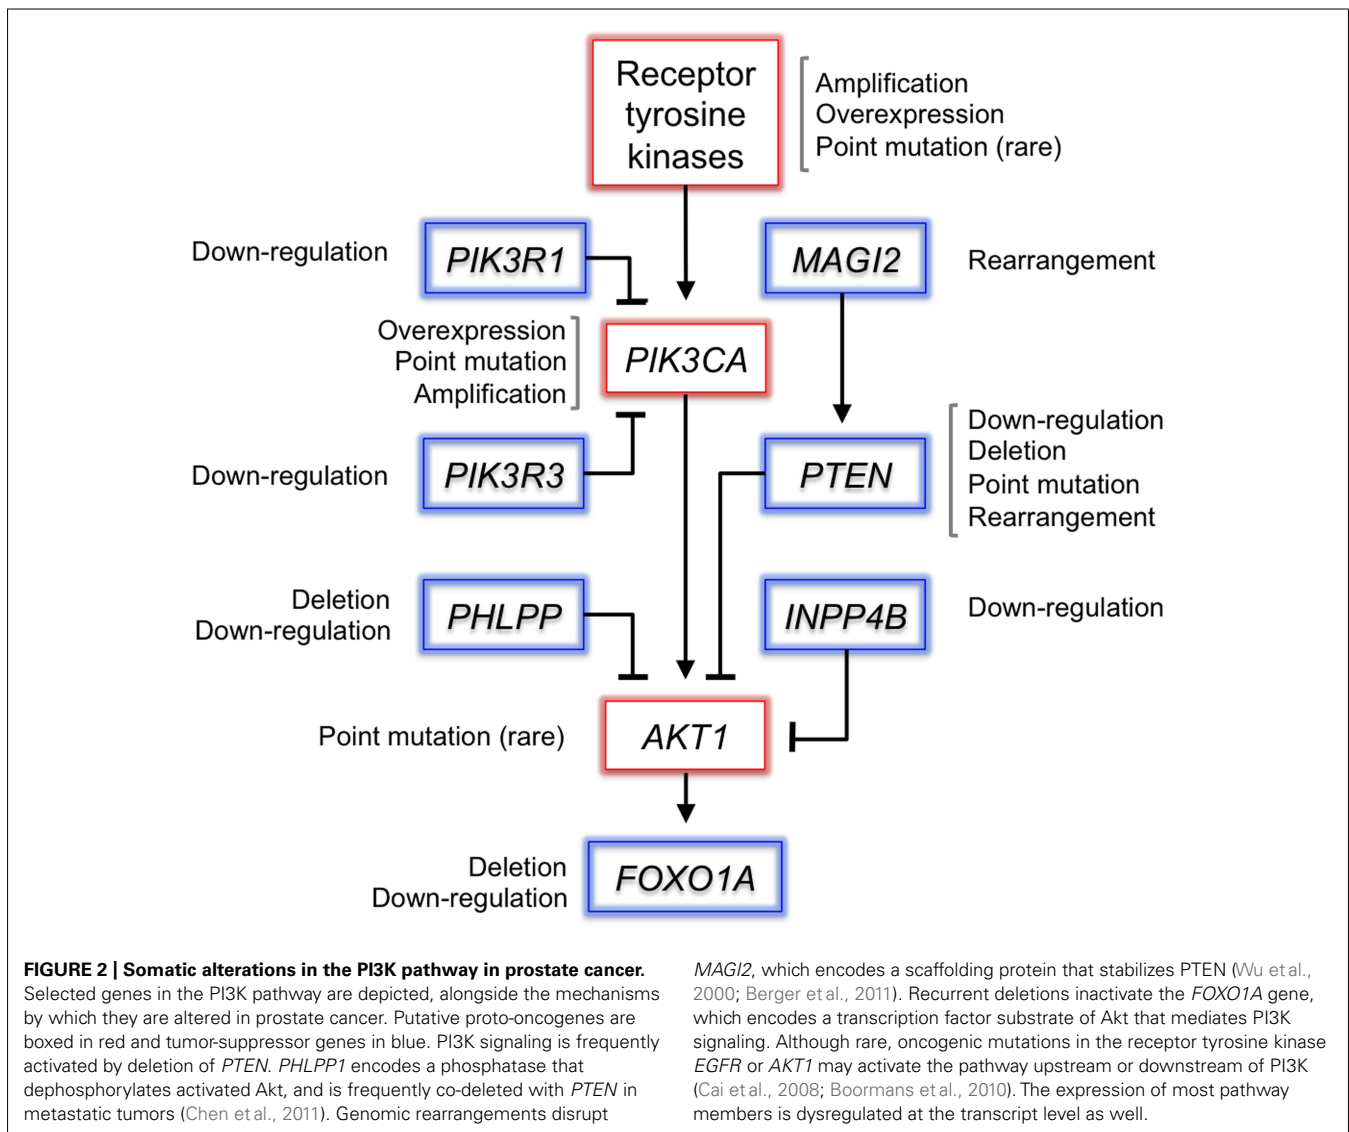 Receptor
tyrosine
kinases
Amplification
Overexpression
Point mutation (rare)
Down-regulation
PIK3R1
MAGI2
Rearrangement
Overexpression
Point mutation
Amplification
PIK3CA
Down-regulation
PIK3R3
PTEN
Down-regulation
Deletion
Point mutation
Rearrangement
Deletion
Down-regulation
PHLPP
INPP4B
Down-regulation
Point mutation (rare)
AKT1
Deletion
Down-regulation
FOXO1A
FIGURE 2 | Somatic alterations in the PI3K pathway in prostate cancer.
Selected genes in the PI3K pathway are depicted, alongside the mechanisms
by which they are altered in prostate cancer. Putative proto-oncogenes are
boxed in red and tumor-suppressor genes in blue. PI3K signaling is frequently
activated by deletion of PTEN. PHLPP1 encodes a phosphatase that
dephosphorylates activated Akt, and is frequently co-deleted with PTEN in
metastatic tumors (Chen et al., 2011). Genomic rearrangements disrupt
MAGI2, which encodes a scaffolding protein that stabilizes PTEN (Wu et al.,
2000; Berger et al., 2011). Recurrent deletions inactivate the FOXO1A gene,
which encodes a transcription factor substrate of Akt that mediates PI3K
signaling. Although rare, oncogenic mutations in the receptor tyrosine kinase
EGFR or AKT1 may activate the pathway upstream or downstream of PI3K
(Cai et al., 2008; Boormans et al., 2010). The expression of most pathway
members is dysregulated at the transcript level as well.